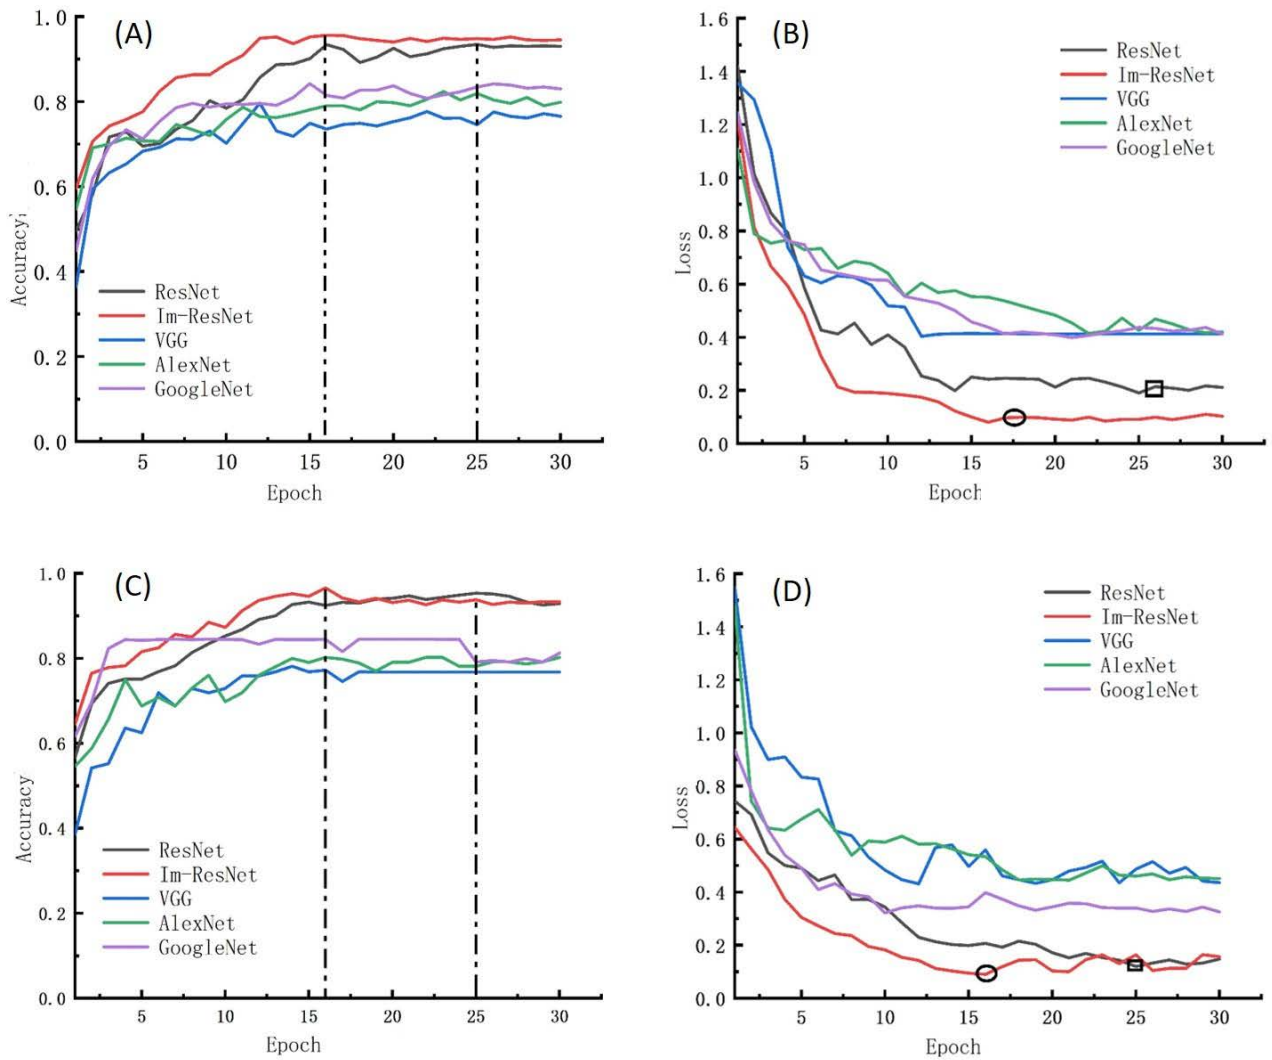 (A)
1.0
0.8
0.6
0.4
0.2
0.0
Accuracy
ResNet
Im-ResNet
VGG
AlexNet
GoogleNet
5 10 15 20 25 30
Epoch
(B)
1.6
1.4
1.2
1.0
0.8
0.6
0.4
0.2
0.0
Loss
ResNet
Im-ResNet
VGG
AlexNet
GoogleNet
5 10 15 20 25 30
Epoch
(C)
1.0
0.8
0.6
0.4
0.2
0.0
Accuracy
ResNet
Im-ResNet
VGG
AlexNet
GoogleNet
5 10 15 20 25 30
Epoch
(D)
1.6
1.4
1.2
1.0
0.8
0.6
0.4
0.2
0.0
Loss
ResNet
Im-ResNet
VGG
AlexNet
GoogleNet
5 10 15 20 25 30
Epoch